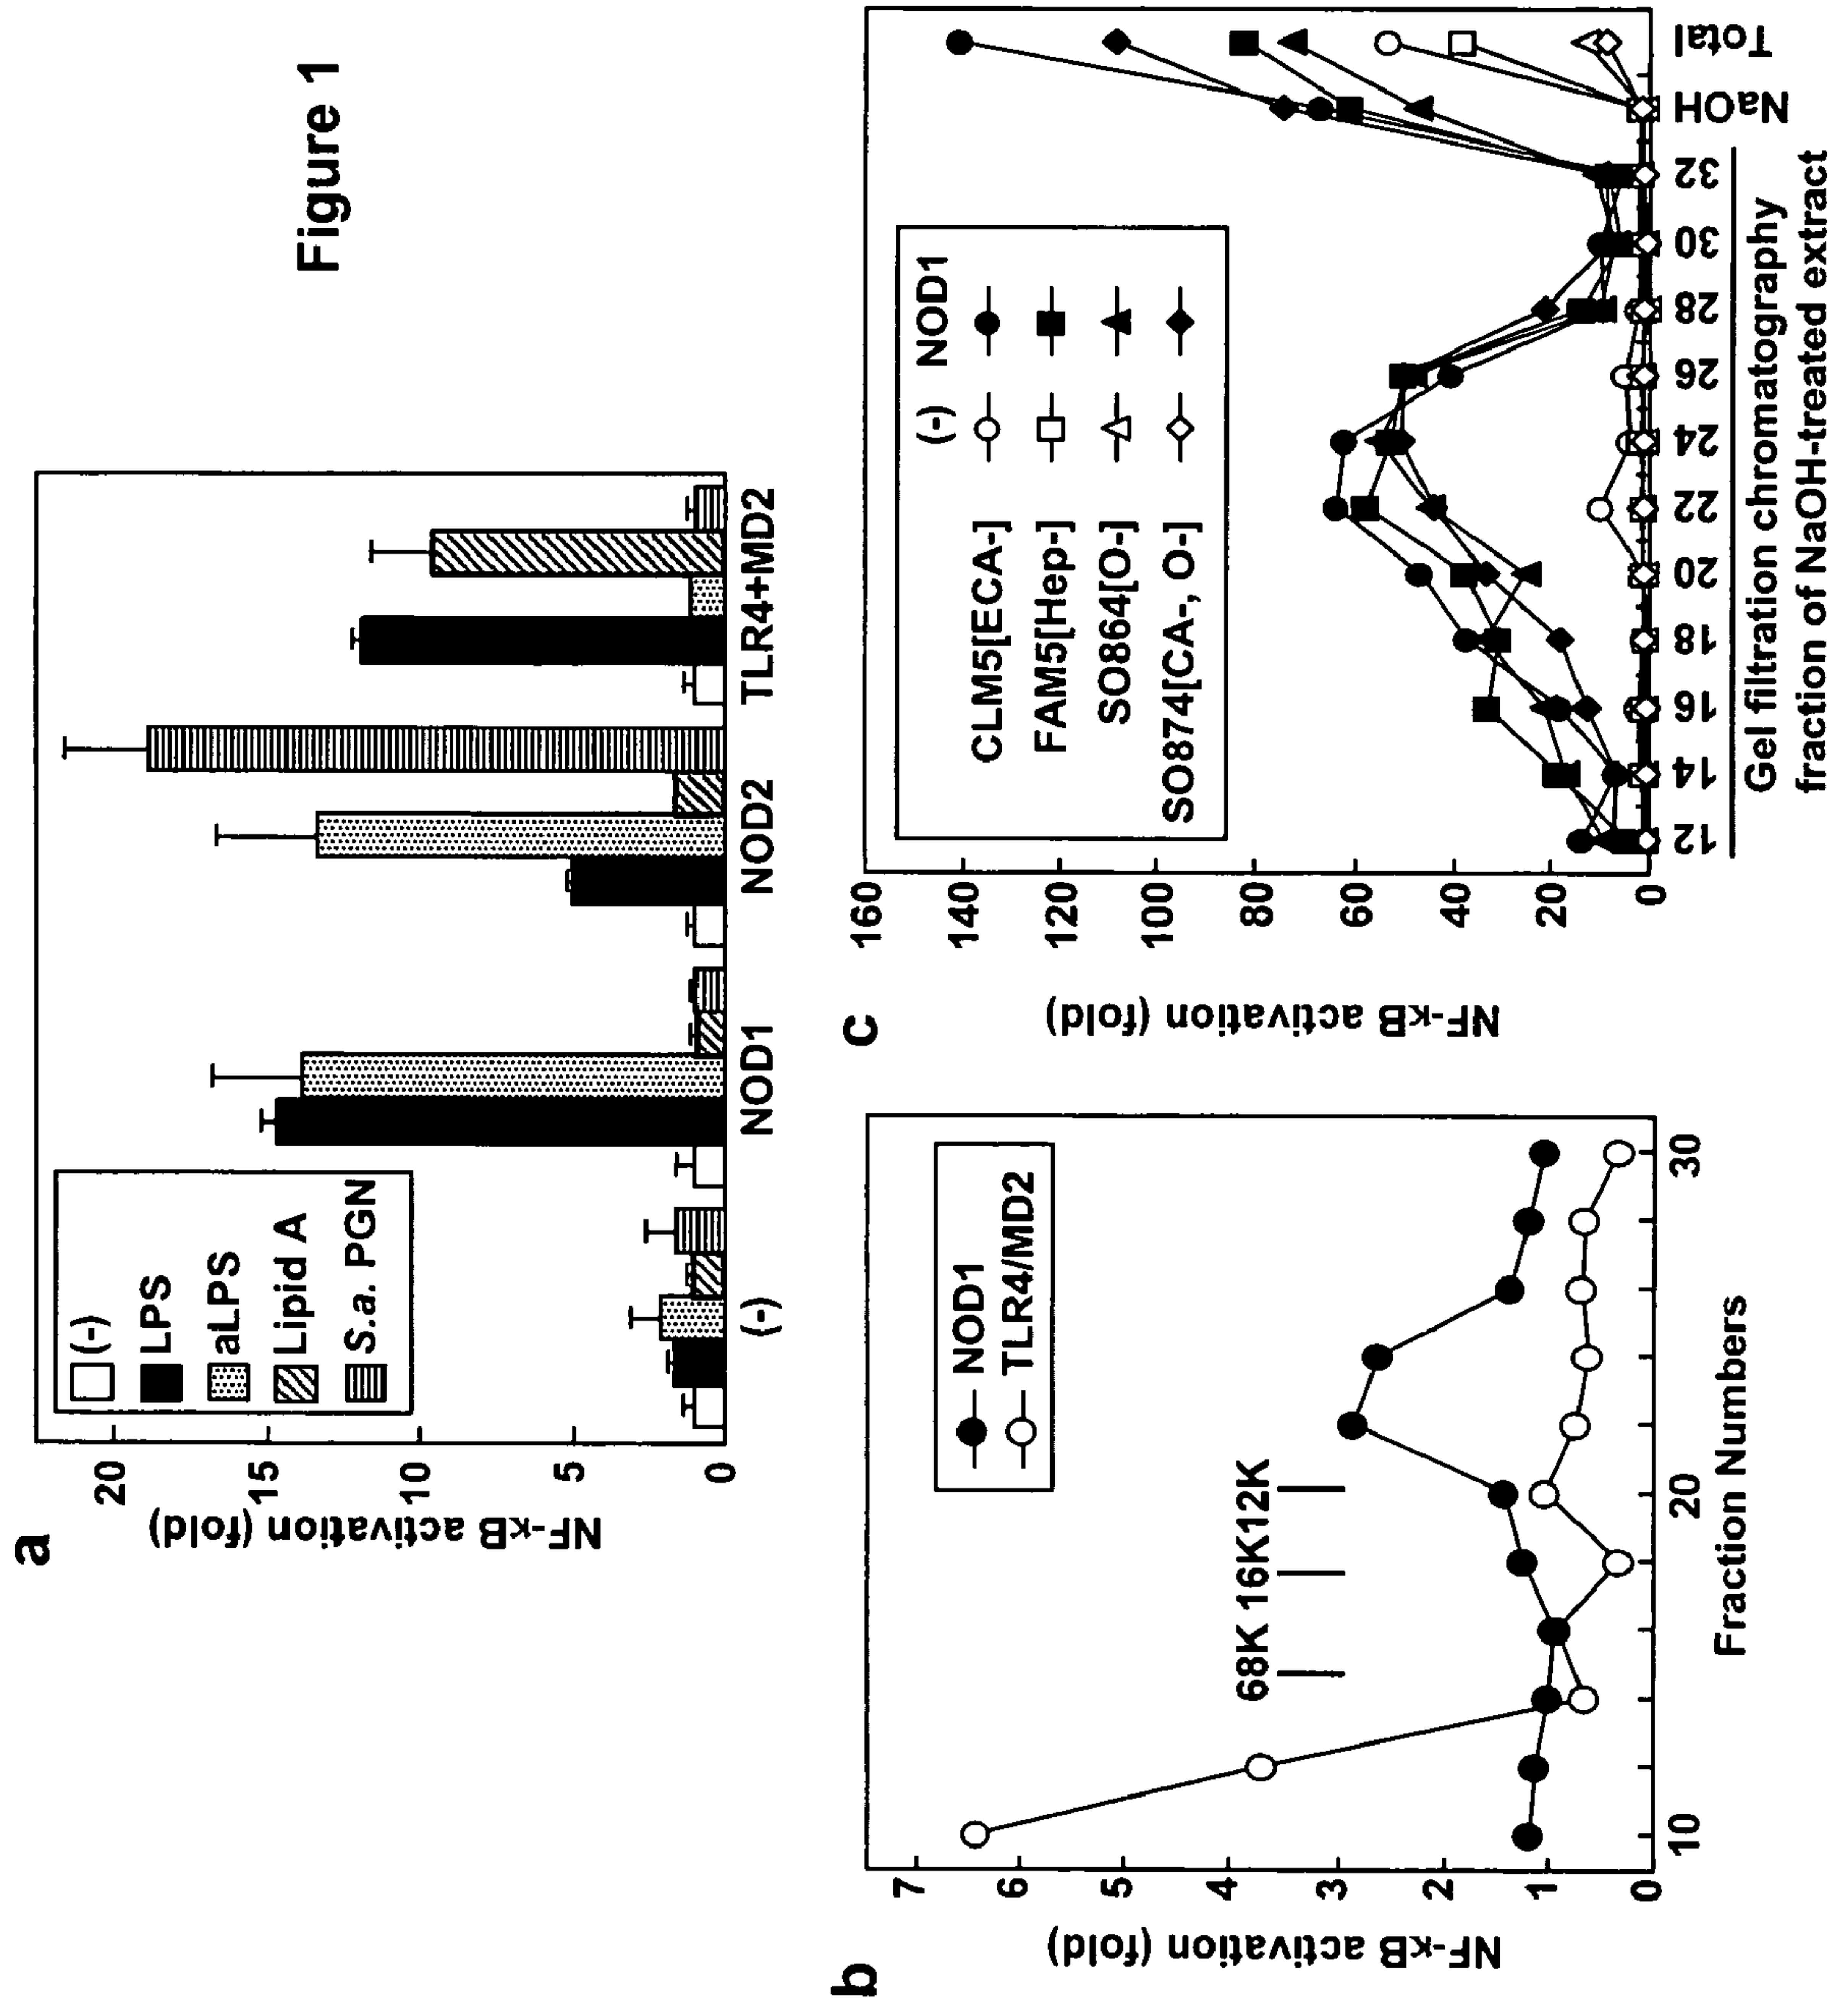 Figure 1
a
NF-κB activation (fold)
20
15
10
5
0
(-)
LPS
aLPS
Lipid A
S.a. PGN
(-) NOD1 NOD2 TLR4+MD2
b
NF-κB activation (fold)
7
6
5
4
3
2
1
0
NOD1
TLR4/MD2
68K 16K12K
10 20 30
Fraction Numbers
c
NF-κB activation (fold)
160
140
120
100
80
60
40
20
0
(-) NOD1
CLM5[ECA-]
FAM5[Hep-]
SO864[O-]
SO874[CA-, O-]
12 14 16 18 20 22 24 26 28 30 32 NaOH Total
Gel filtration chromatography
fraction of NaOH-treated extract